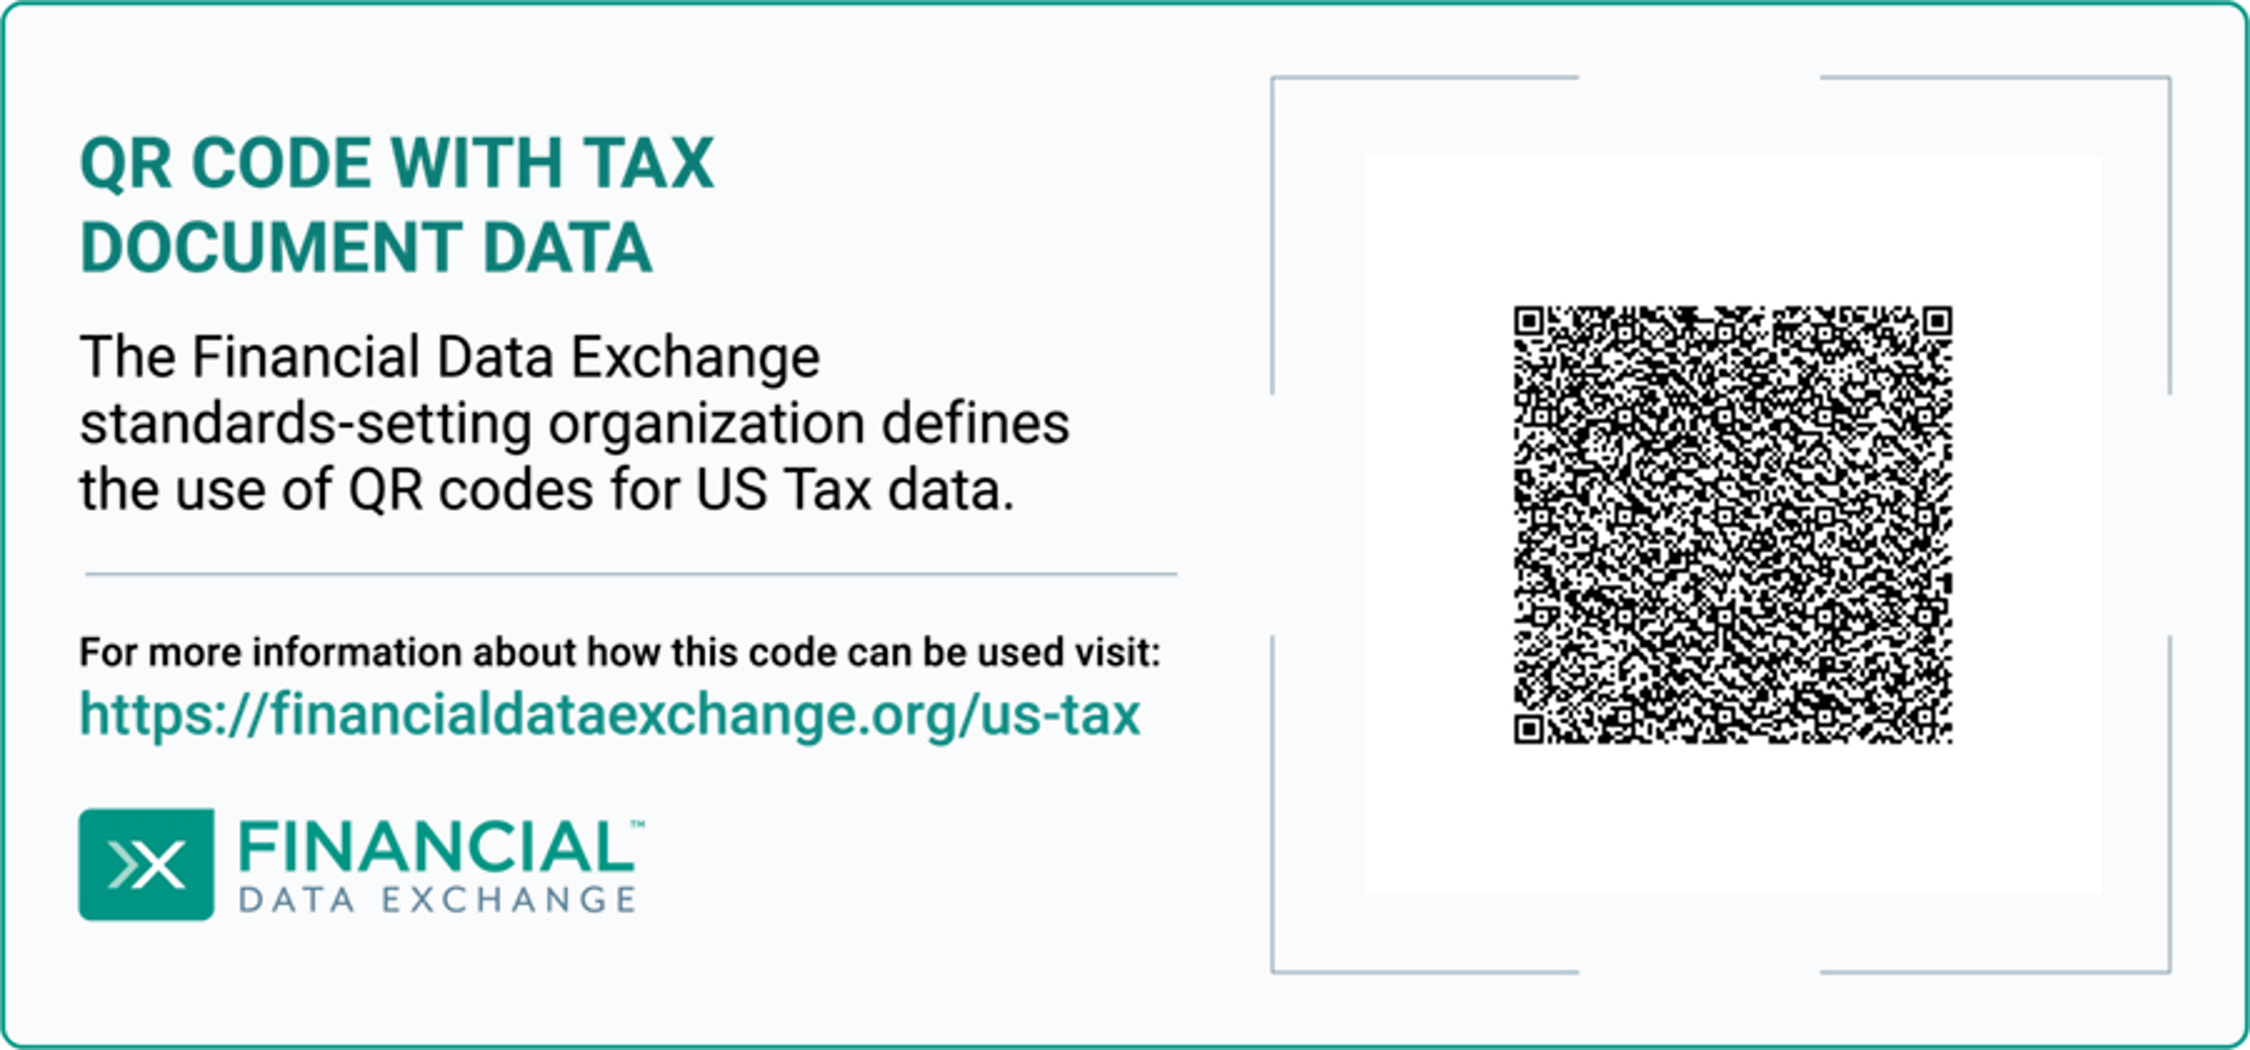 QR CODE WITH TAX
DOCUMENT DATA
The Financial Data Exchange
standards-setting organization defines
the use of QR codes for US Tax data.
For more information about how this code can be used visit:
https://financialdataexchange.org/us-tax
FINANCIAL™
DATA EXCHANGE